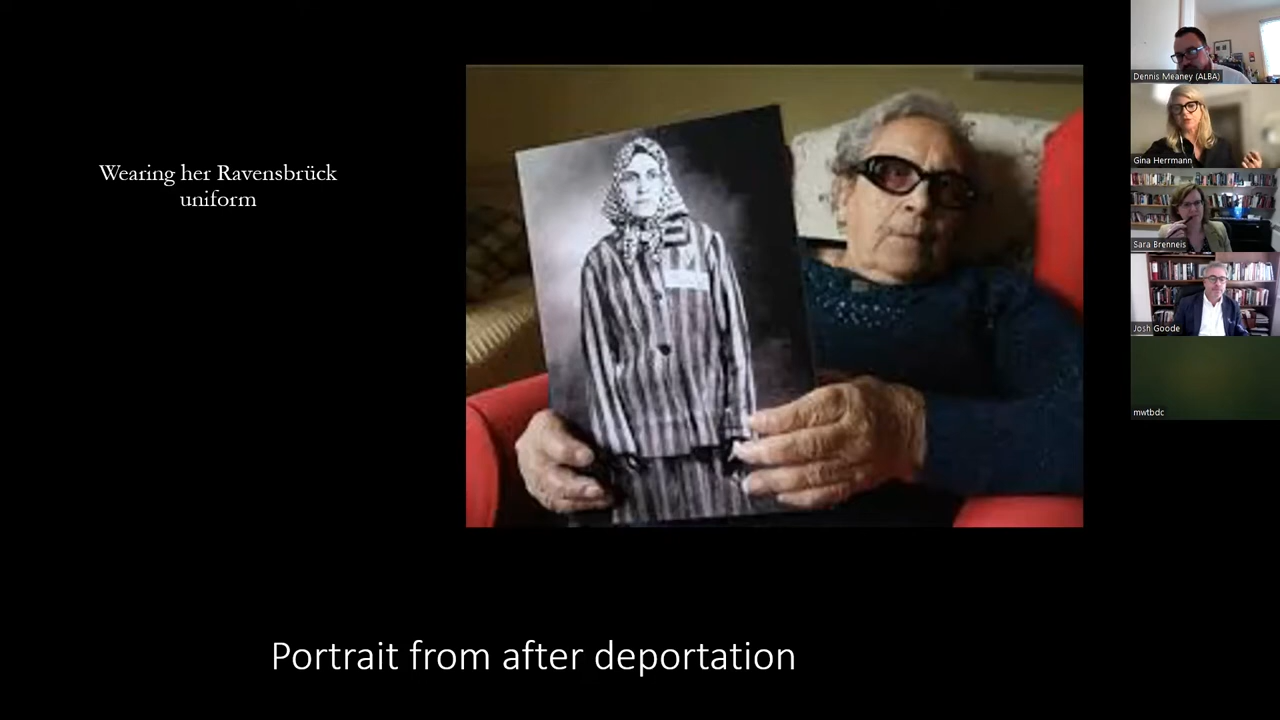 Wearing her Ravensbrück
uniform
Portrait from after deportation
Dennis Meaney (ALBA)
Gina Herrmann
Sara Brenneis
Josh Goode
mwtbdc